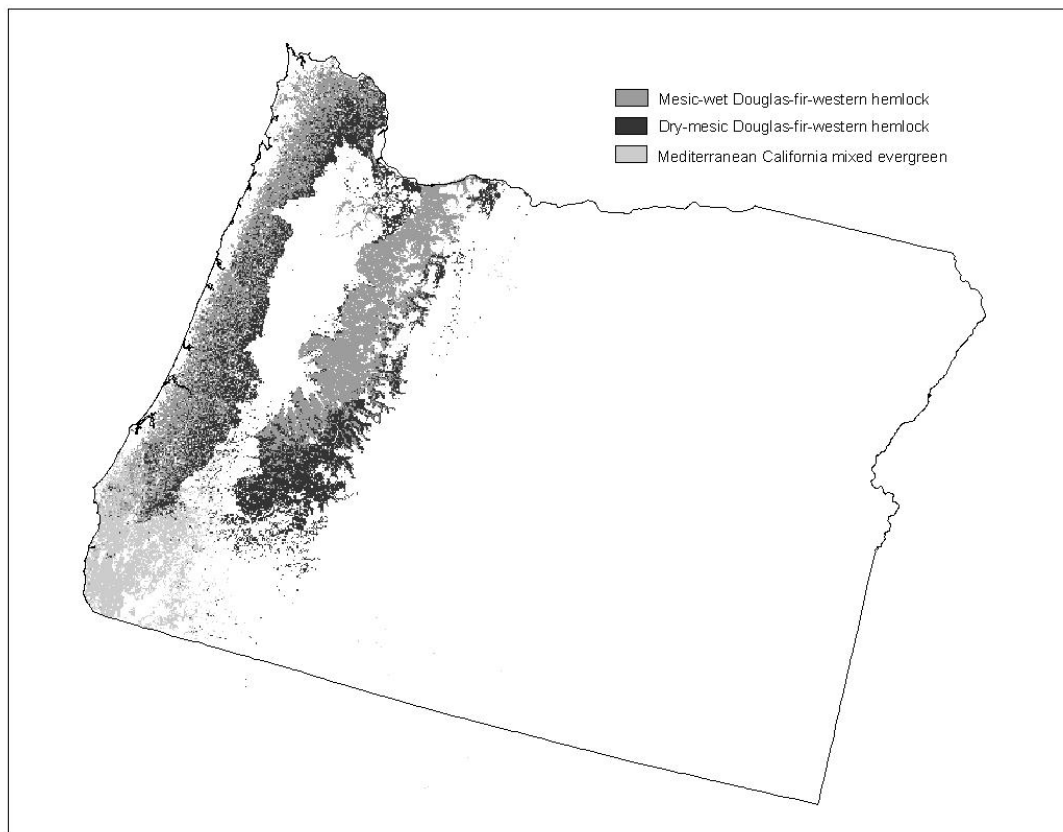 Mesic-wet Douglas-fir-western hemlock
Dry-mesic Douglas-fir-western hemlock
Mediterranean California mixed evergreen